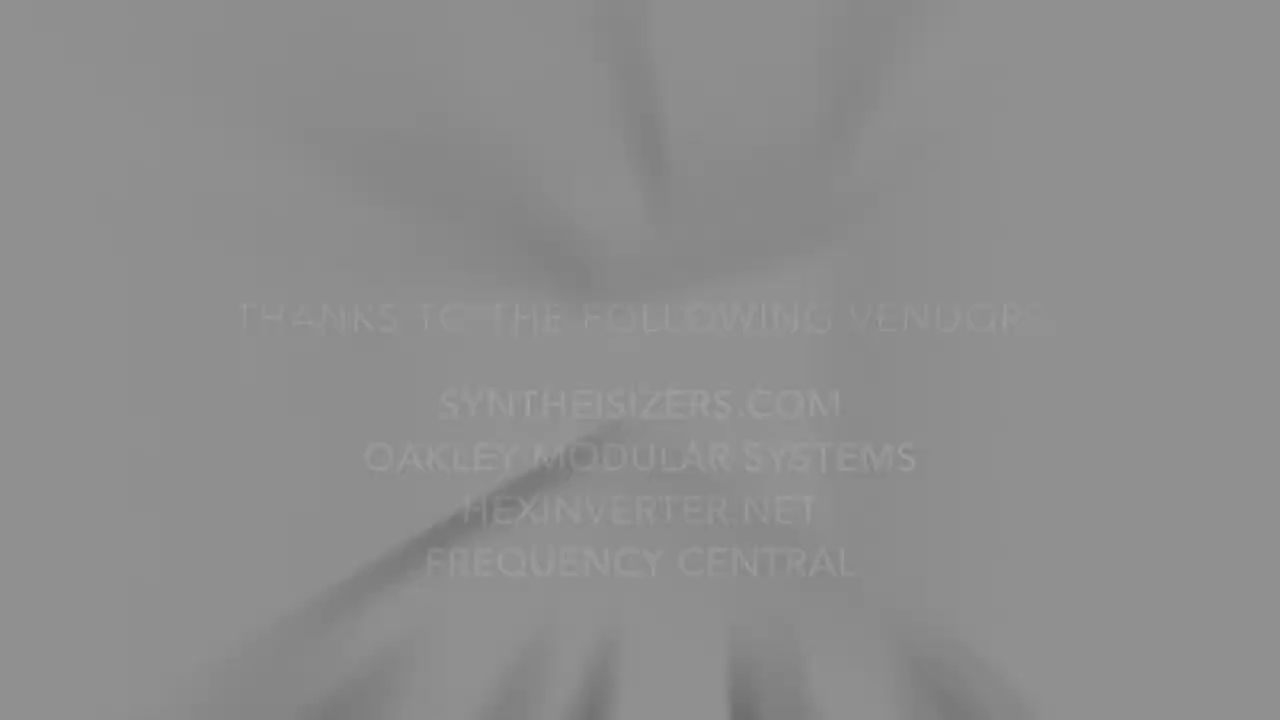 THANKS TO THE FOLLOWING VENDORS
SYNTHEISIZERS.COM
OAKLEY MODULAR SYSTEMS
HEXINVERTER.NET
FREQUENCY CENTRAL